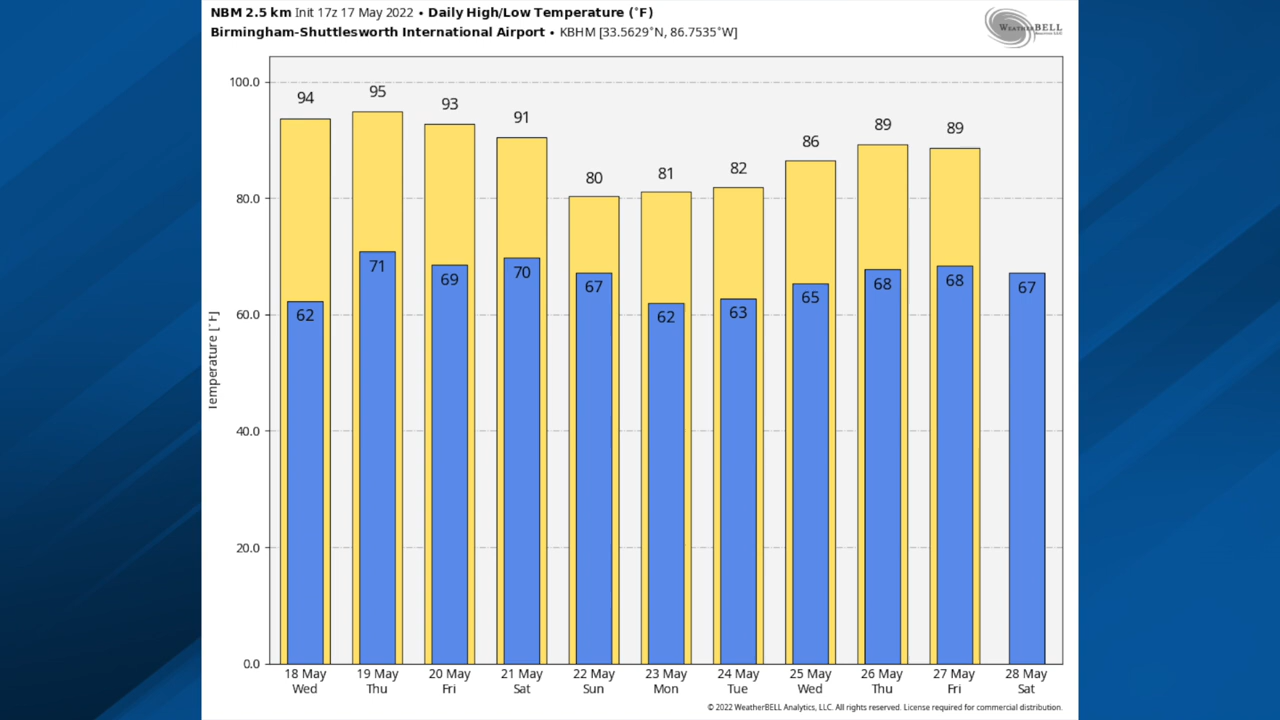 NBM 2.5 km Init 17z 17 May 2022 • Daily High/Low Temperature (˚F)
Birmingham-Shuttlesworth International Airport • KBHM [33.5629˚N, 86.7535˚W]
WEATHERBELL
Analytics LLC
100.0
80.0
60.0
40.0
20.0
0.0
Temperature [˚F]
94 95 93 91 80 81 82 86 89 89
62 71 69 70 67 62 63 65 68 68 67
18 May 19 May 20 May 21 May 22 May 23 May 24 May 25 May 26 May 27 May 28 May
Wed Thu Fri Sat Sun Mon Tue Wed Thu Fri Sat
© 2022 WeatherBELL Analytics, LLC. All rights reserved. License required for commercial distribution.